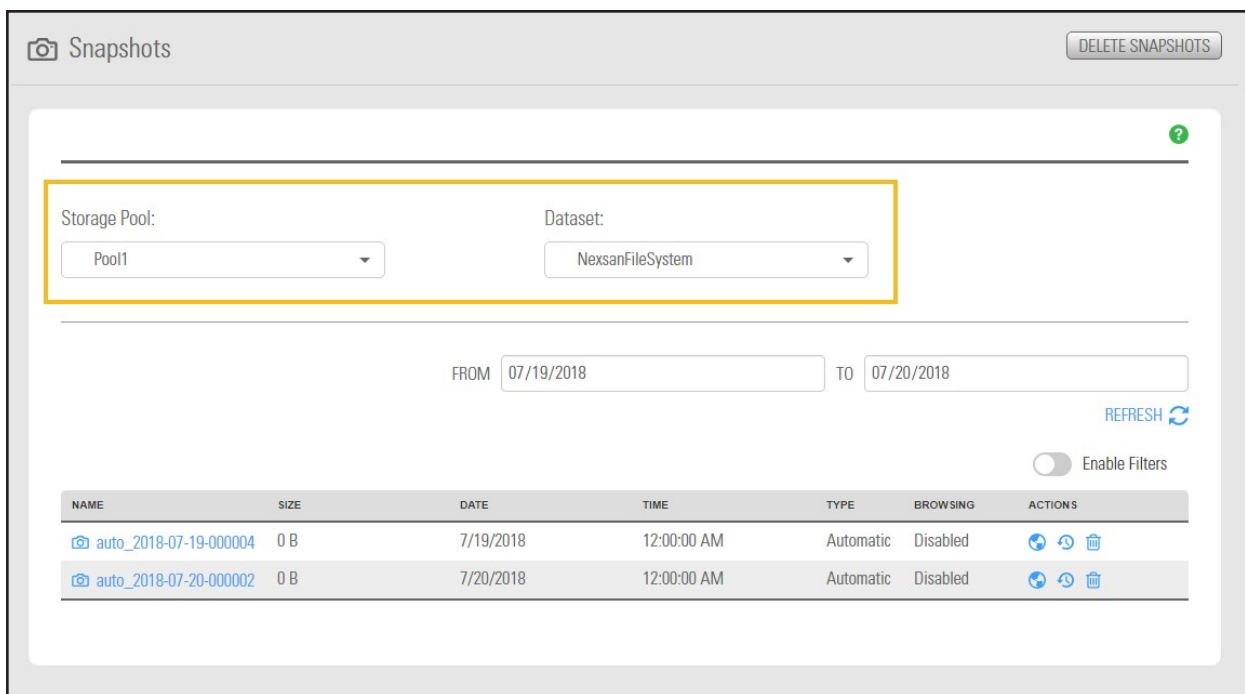 Snapshots
DELETE SNAPSHOTS
?
Storage Pool: Dataset:
Pool1 NexsanFileSystem
FROM 07/19/2018 TO 07/20/2018
REFRESH
Enable Filters
NAME SIZE DATE TIME TYPE BROWSING ACTIONS
auto_2018-07-19-000004 0 B 7/19/2018 12:00:00 AM Automatic Disabled
auto_2018-07-20-000002 0 B 7/20/2018 12:00:00 AM Automatic Disabled